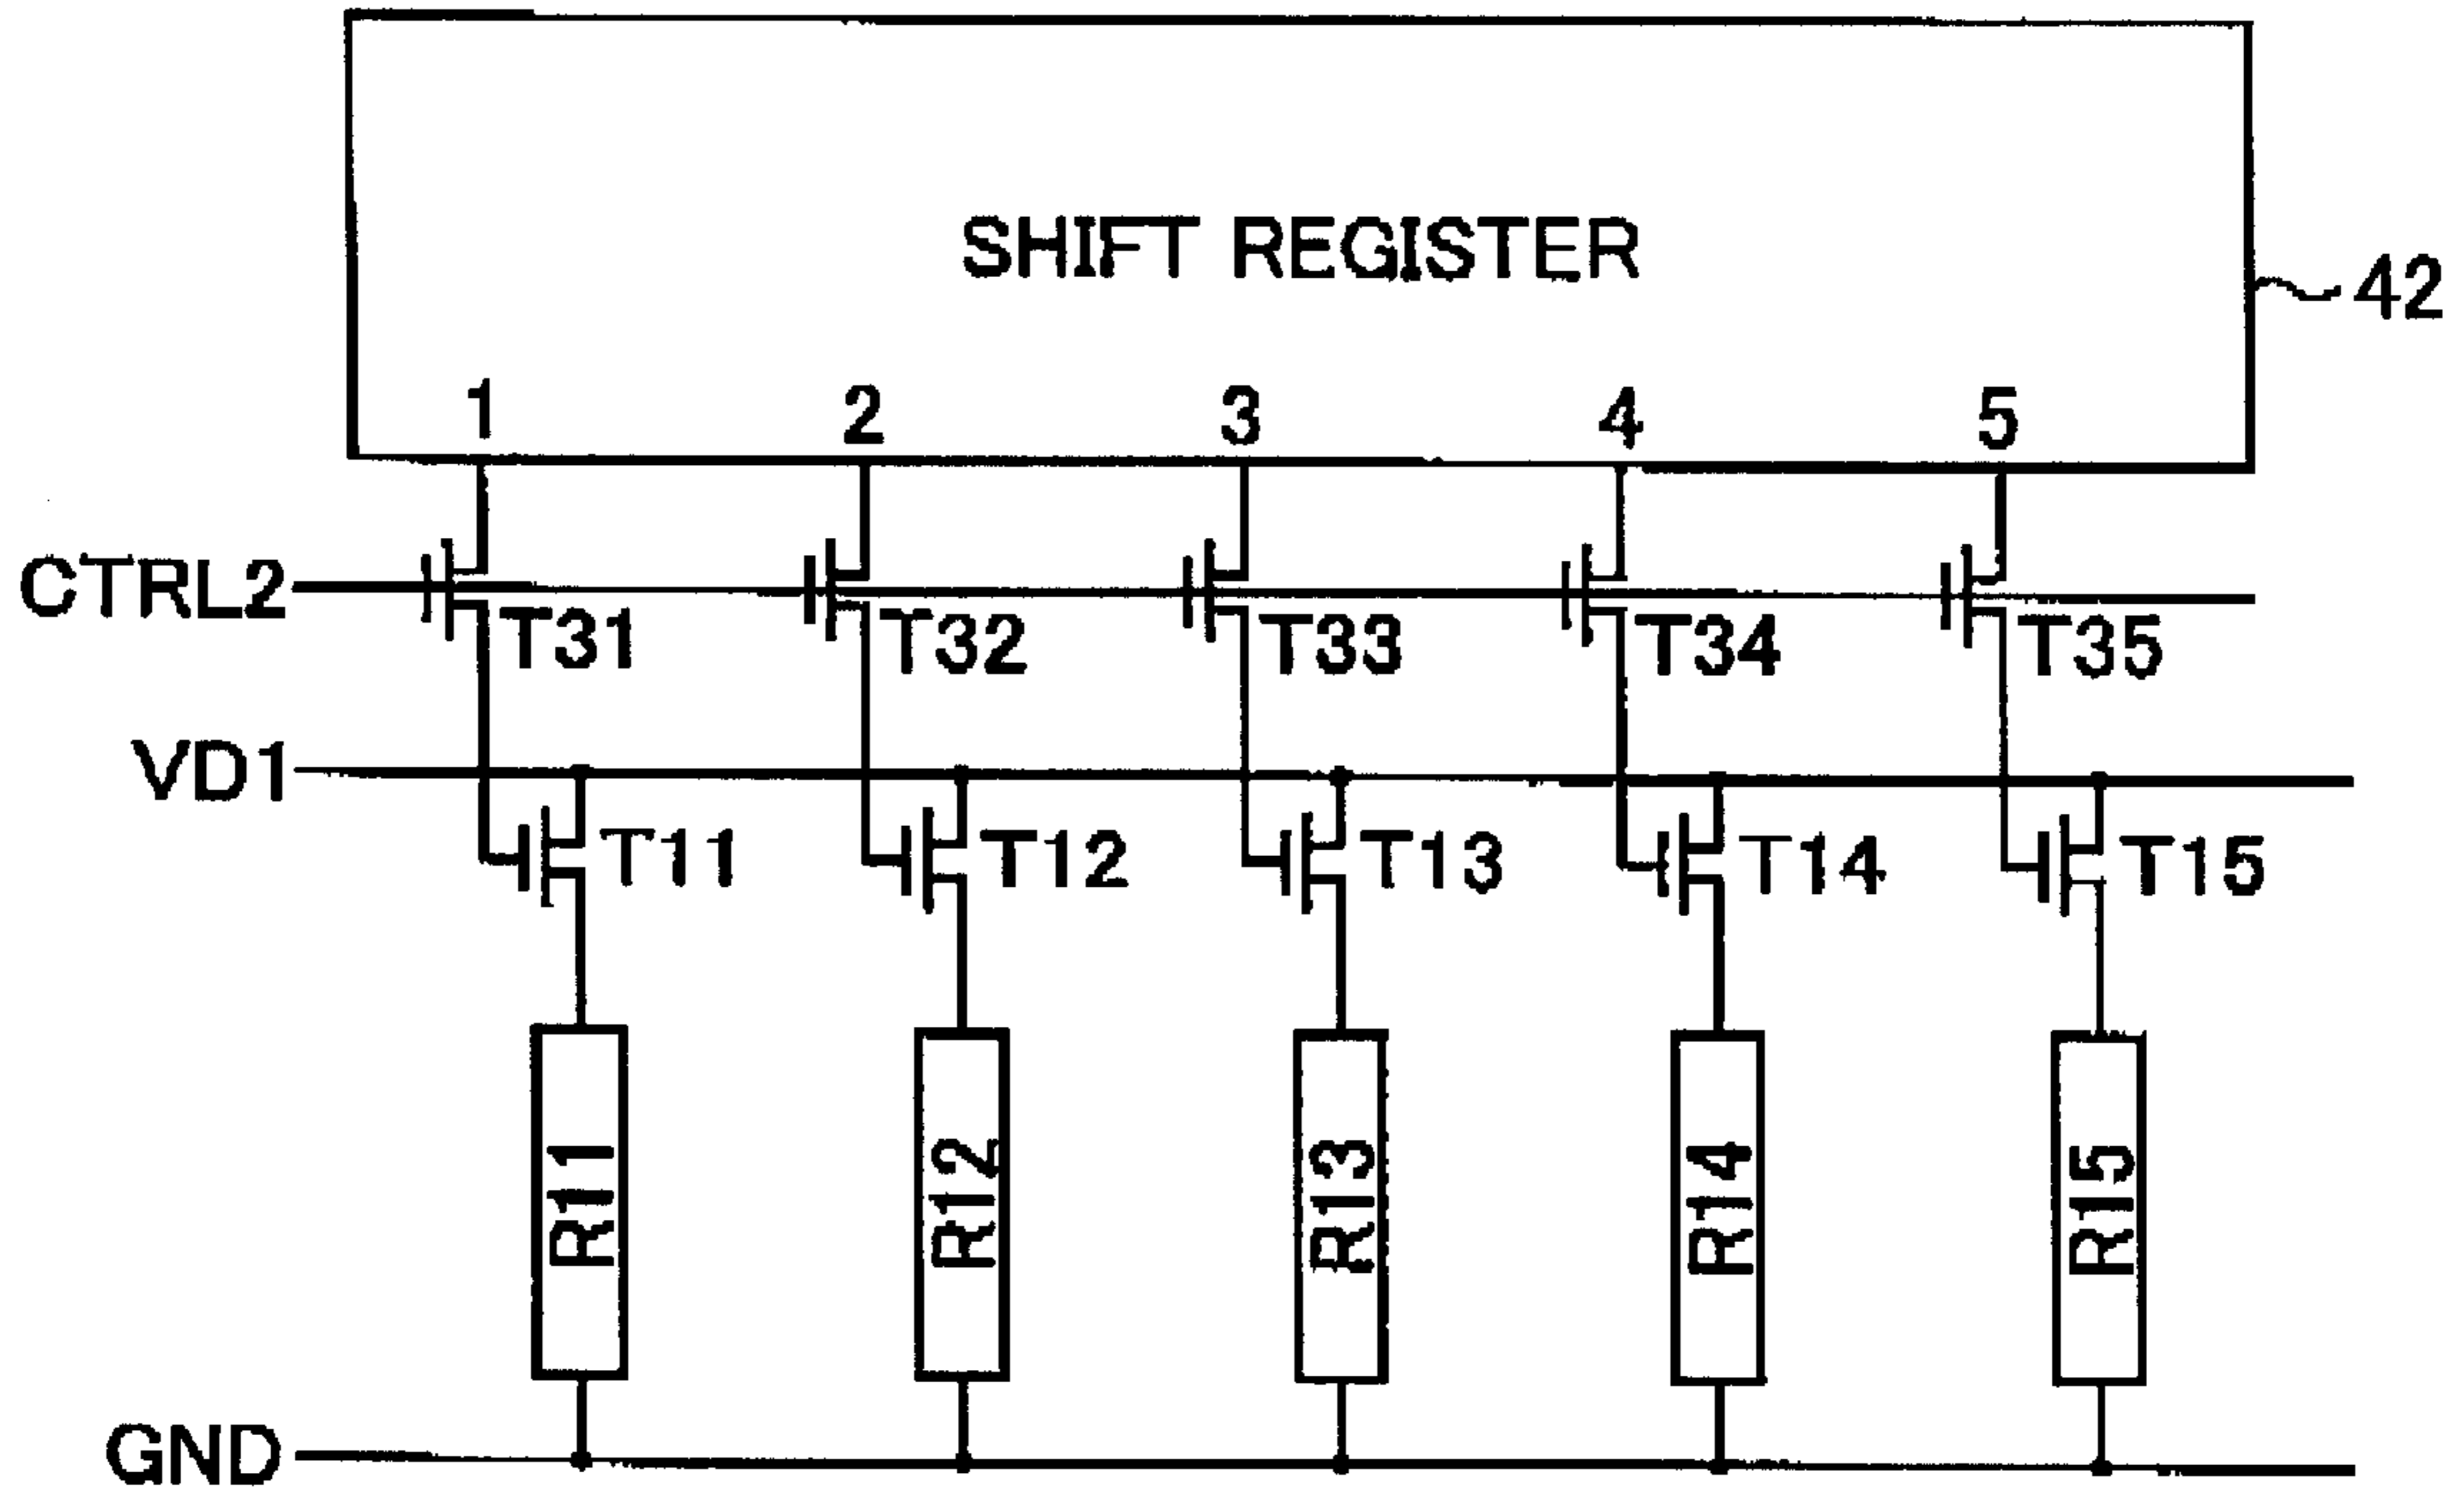 SHIFT REGISTER
42
1 2 3 4 5
CTRL2
T31 T32 T33 T34 T35
VD1
T11 T12 T13 T14 T15
R11 R12 R13 R14 R15
GND